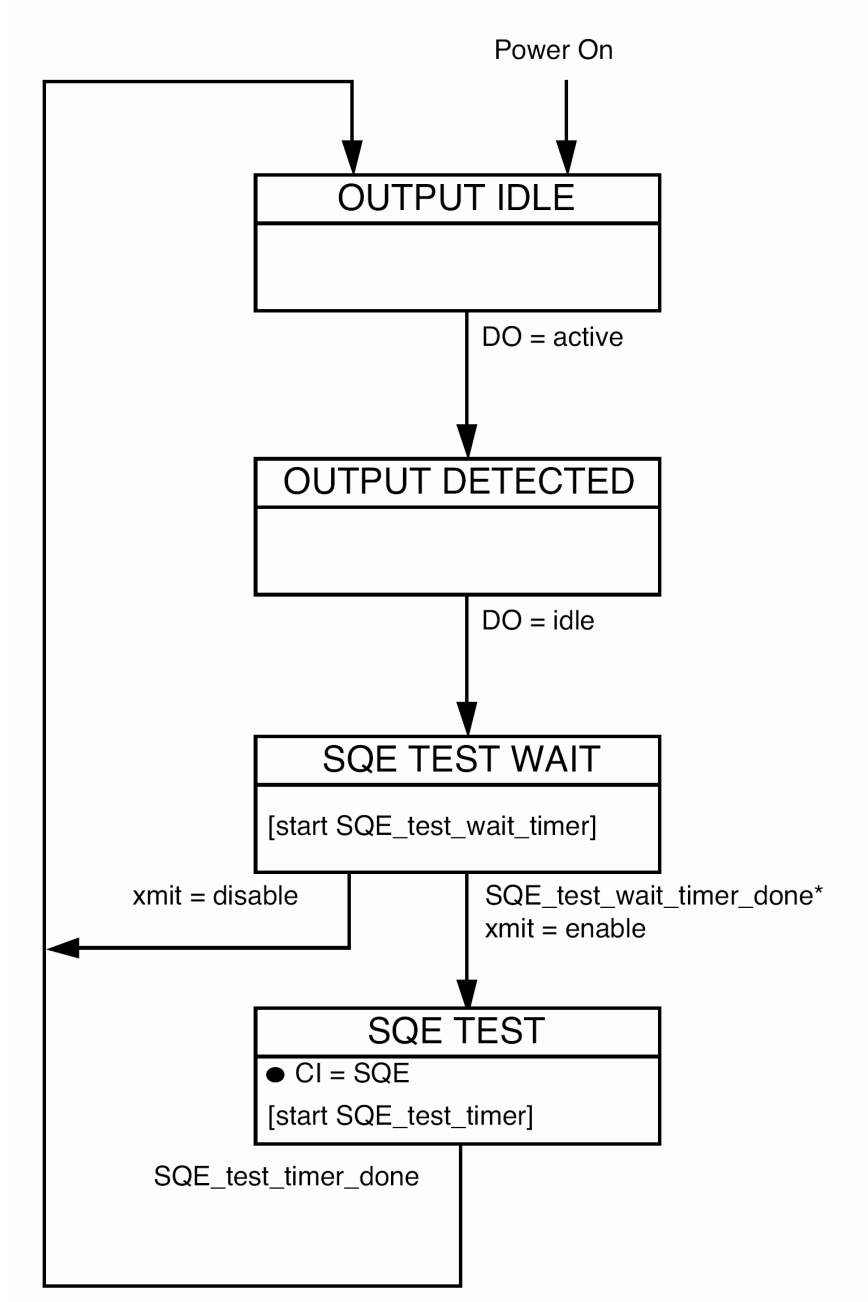 Power On
OUTPUT IDLE
DO = active
OUTPUT DETECTED
DO = idle
SQE TEST WAIT
[start SQE_test_wait_timer]
xmit = disable
SQE_test_wait_timer_done*
xmit = enable
SQE TEST
● CI = SQE
[start SQE_test_timer]
SQE_test_timer_done